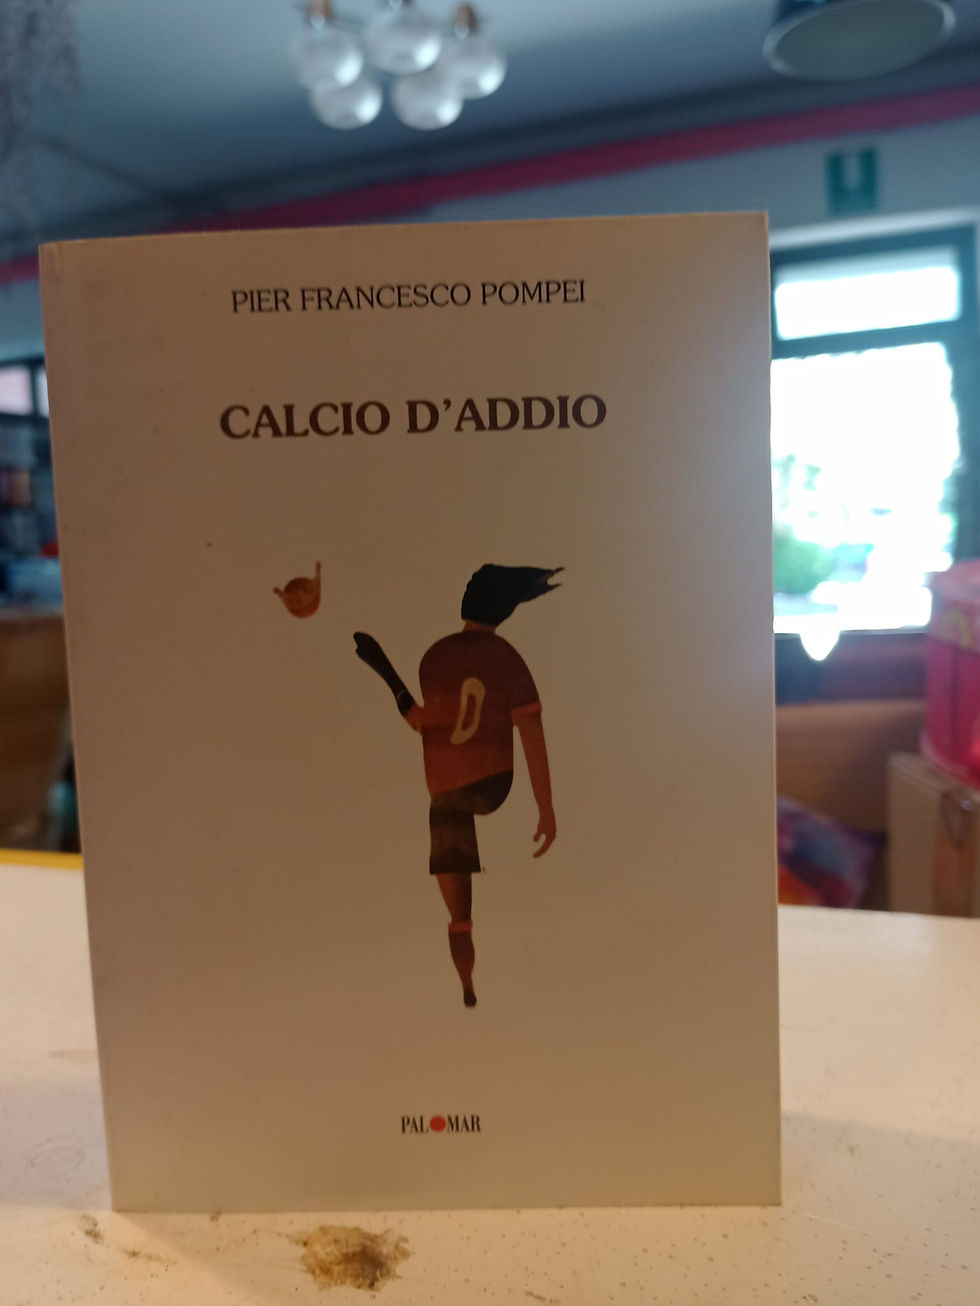 PIER FRANCESCO POMPEI
CALCIO D'ADDIO
PALOMAR